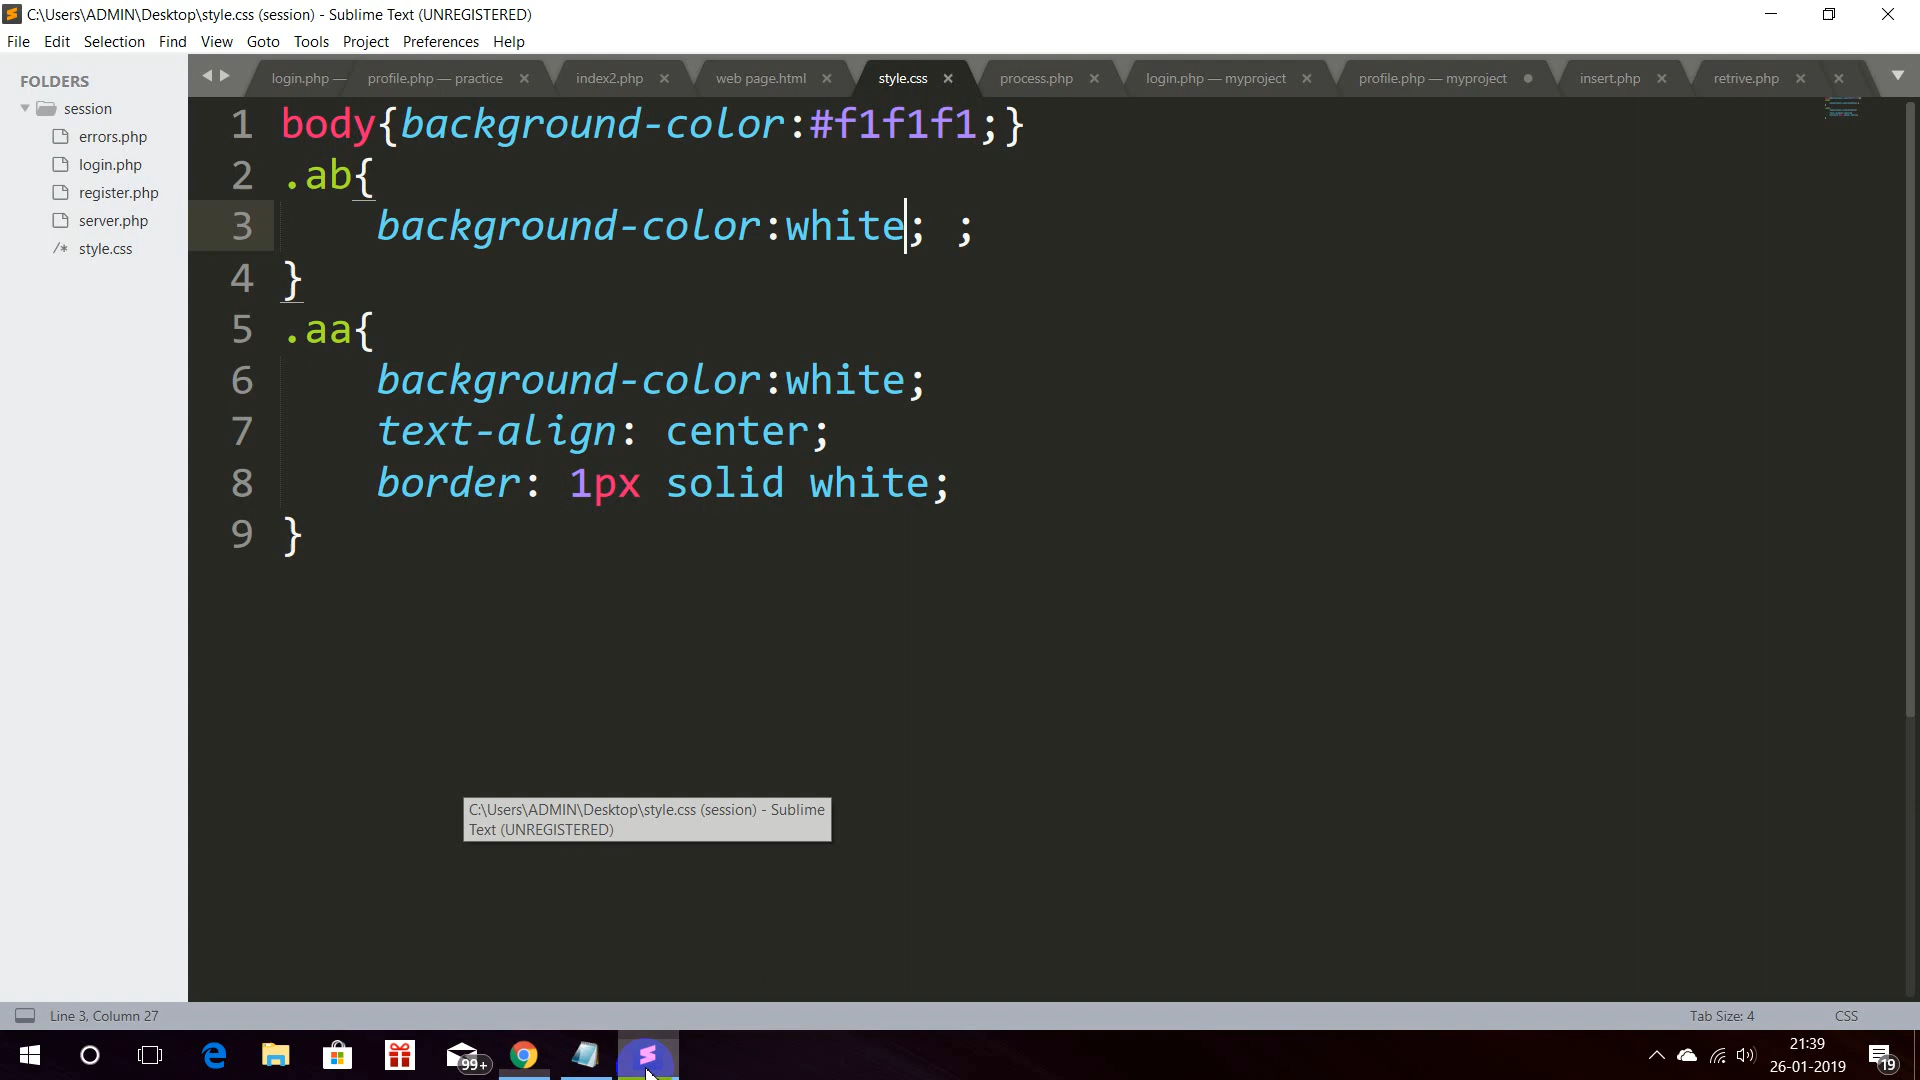 C:\Users\ADMIN\Desktop\style.css (session) - Sublime Text (UNREGISTERED)
File Edit Selection Find View Goto Tools Project Preferences Help
FOLDERS
session
errors.php
login.php
register.php
server.php
/* style.css
login.php — profile.php — practice × index2.php × web page.html × style.css × process.php × login.php — myproject × profile.php — myproject insert.php × retrive.php × ×
1 body{background-color:#f1f1f1;}
2 .ab{
3 background-color:white; ;
4 }
5 .aa{
6 background-color:white;
7 text-align: center;
8 border: 1px solid white;
9 }
C:\Users\ADMIN\Desktop\style.css (session) - Sublime
Text (UNREGISTERED)
Line 3, Column 27 Tab Size: 4 CSS
99+
21:39
26-01-2019
19